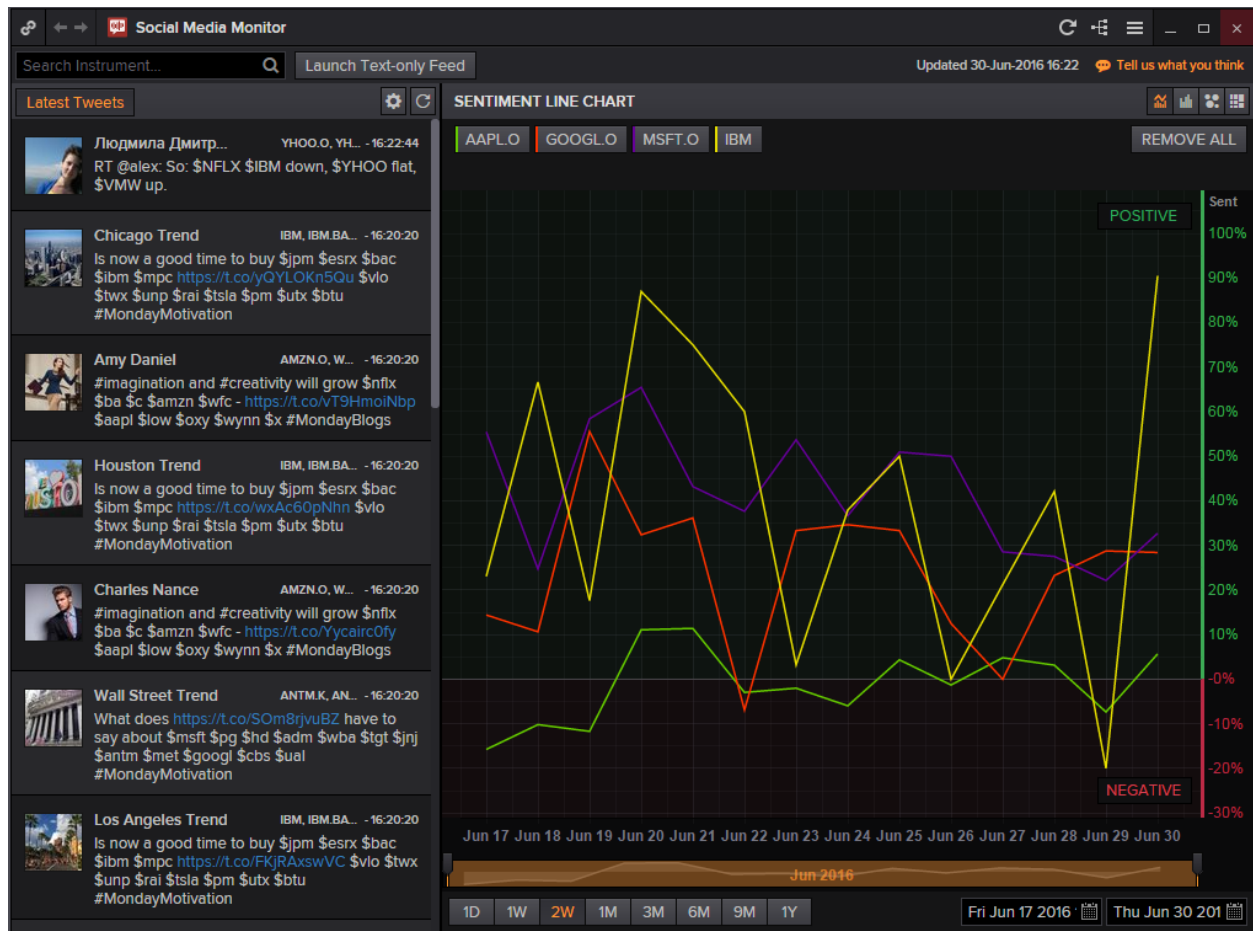 Social Media Monitor
Search Instrument...
Launch Text-only Feed
Updated 30-Jun-2016 16:22
Tell us what you think
Latest Tweets
Людмила Дмитр... YHOO.O, YH... - 16:22:44
RT @alex: So: $NFLX $IBM down, $YHOO flat,
$VMW up.
Chicago Trend IBM, IBM.BA... - 16:20:20
Is now a good time to buy $jpm $esrx $bac
$ibm $mpc https://t.co/yQYLOKn5Qu $vlo
$twx $unp $rai $tsla $pm $utx $btu
#MondayMotivation
Amy Daniel AMZN.O, W... - 16:20:20
#imagination and #creativity will grow $nflx
$ba $c $amzn $wfc - https://t.co/vT9HmoiNbp
$aapl $low $oxy $wynn $x #MondayBlogs
Houston Trend IBM, IBM.BA... - 16:20:20
Is now a good time to buy $jpm $esrx $bac
$ibm $mpc https://t.co/wxAc60pNhn $vlo
$twx $unp $rai $tsla $pm $utx $btu
#MondayMotivation
Charles Nance AMZN.O, W... - 16:20:20
#imagination and #creativity will grow $nflx
$ba $c $amzn $wfc - https://t.co/Yycairc0fy
$aapl $low $oxy $wynn $x #MondayBlogs
Wall Street Trend ANTM.K, AN... - 16:20:20
What does https://t.co/SOm8rjvuBZ have to
say about $msft $pg $hd $adm $wba $tgt $jnj
$antm $met $googl $cbs $ual
#MondayMotivation
Los Angeles Trend IBM, IBM.BA... - 16:20:20
Is now a good time to buy $jpm $esrx $bac
$ibm $mpc https://t.co/FKjRAxswVC $vlo $twx
$unp $rai $tsla $pm $utx $btu
#MondayMotivation
SENTIMENT LINE CHART
AAPL.O GOOGL.O MSFT.O IBM
REMOVE ALL
POSITIVE
Sent
100%
90%
80%
70%
60%
50%
40%
30%
20%
10%
-0%
-10%
-20%
-30%
NEGATIVE
Jun 17 Jun 18 Jun 19 Jun 20 Jun 21 Jun 22 Jun 23 Jun 24 Jun 25 Jun 26 Jun 27 Jun 28 Jun 29 Jun 30
Jun 2016
1D 1W 2W 1M 3M 6M 9M 1Y
Fri Jun 17 2016
Thu Jun 30 201